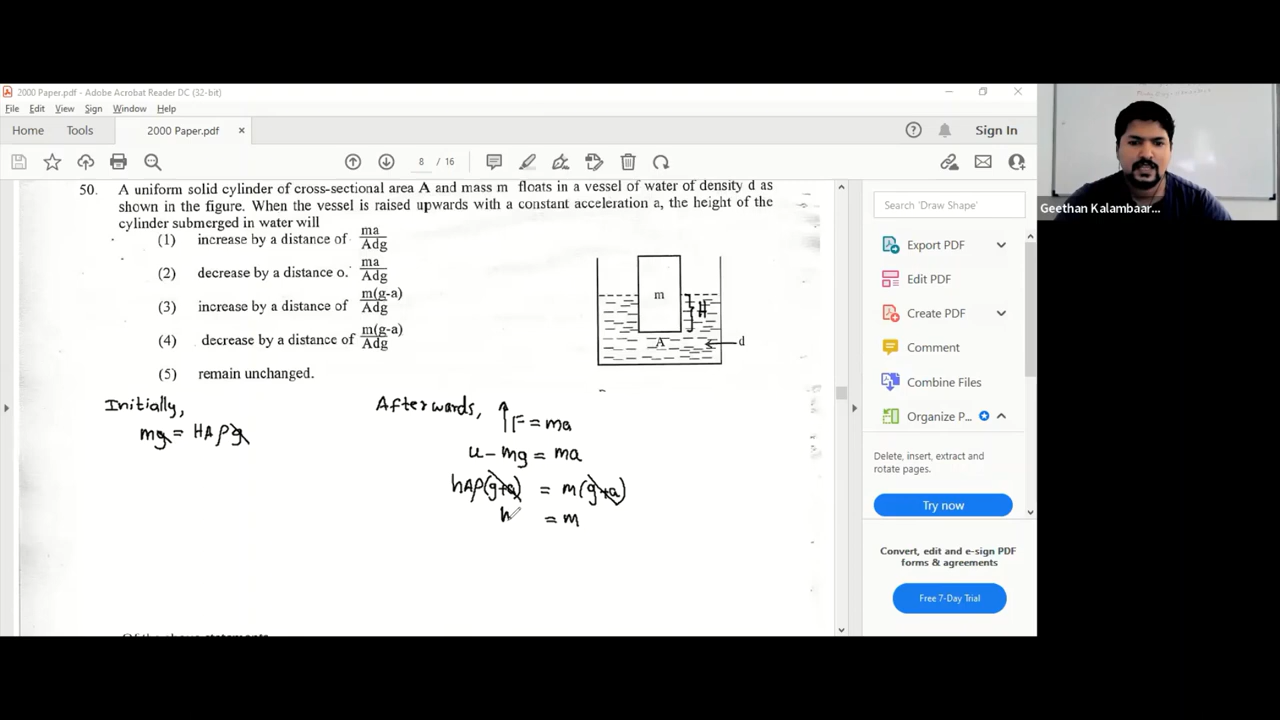 2000 Paper.pdf - Adobe Acrobat Reader DC (32-bit)
File Edit View Sign Window Help
Home Tools 2000 Paper.pdf × Sign In
8 / 16
50. A uniform solid cylinder of cross-sectional area A and mass m floats in a vessel of water of density d as
shown in the figure. When the vessel is raised upwards with a constant acceleration a, the height of the
cylinder submerged in water will
(1) increase by a distance of ma/Adg
(2) decrease by a distance o. ma/Adg
(3) increase by a distance of m(g-a)/Adg
(4) decrease by a distance of m(g-a)/Adg
(5) remain unchanged.
m
H
A
d
Initially,
mg = HAρg
Afterwards, F = ma
u - mg = ma
hAρ(g+a) = m(g+a)
h = m
Of the above statements
Search 'Draw Shape'
Export PDF
Edit PDF
Create PDF
Comment
Combine Files
Organize P...
Delete, insert, extract and
rotate pages.
Try now
Convert, edit and e-sign PDF
forms & agreements
Free 7-Day Trial
Geethan Kalambaar...